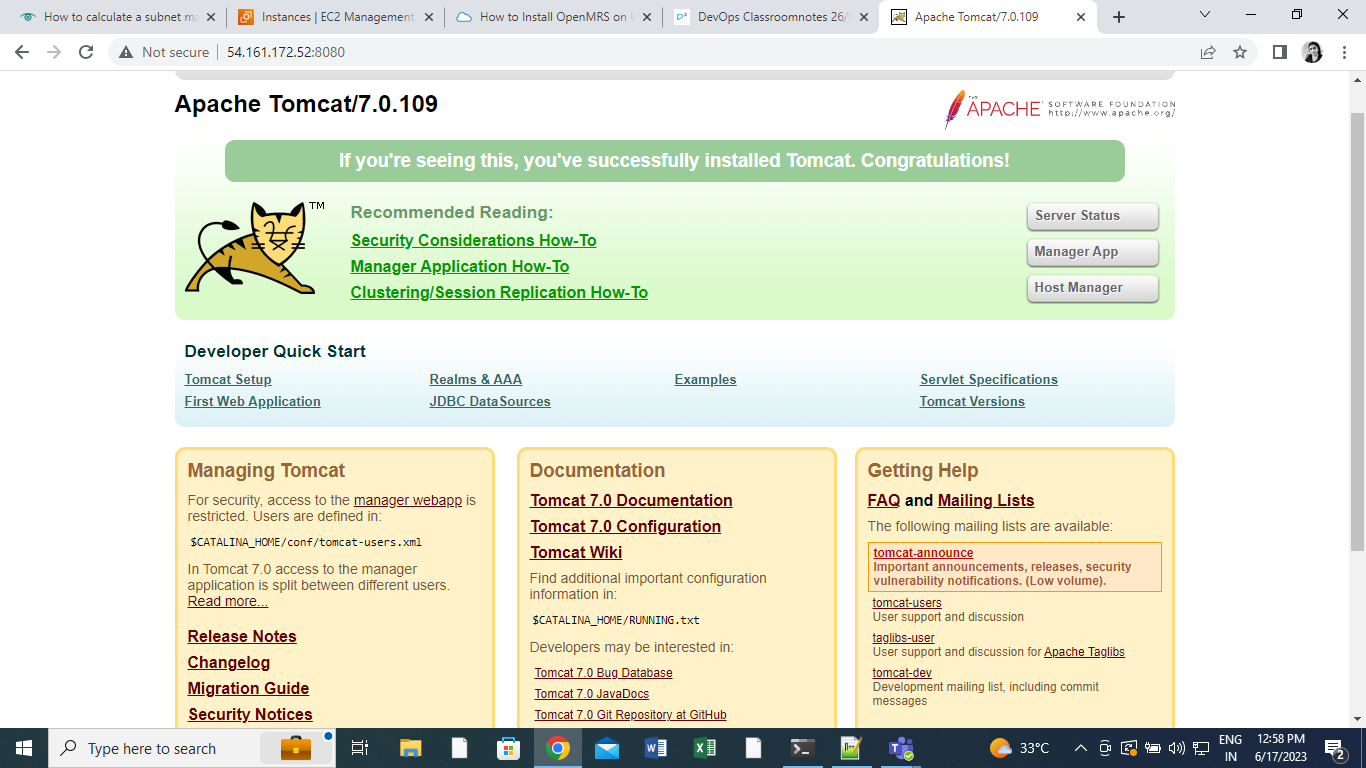 How to calculate a subnet ma
Instances | EC2 Management
How to Install OpenMRS on U
DevOps Classroomnotes 26/
Apache Tomcat/7.0.109
Not secure
54.161.172.52:8080
Apache Tomcat/7.0.109
THE
APACHE
SOFTWARE FOUNDATION
http://www.apache.org/
If you're seeing this, you've successfully installed Tomcat. Congratulations!
TM
Recommended Reading:
Security Considerations How-To
Manager Application How-To
Clustering/Session Replication How-To
Server Status
Manager App
Host Manager
Developer Quick Start
Tomcat Setup
First Web Application
Realms & AAA
JDBC DataSources
Examples
Servlet Specifications
Tomcat Versions
Managing Tomcat
For security, access to the manager webapp is
restricted. Users are defined in:
$CATALINA_HOME/conf/tomcat-users.xml
In Tomcat 7.0 access to the manager
application is split between different users.
Read more...
Release Notes
Changelog
Migration Guide
Security Notices
Documentation
Tomcat 7.0 Documentation
Tomcat 7.0 Configuration
Tomcat Wiki
Find additional important configuration
information in:
$CATALINA_HOME/RUNNING.txt
Developers may be interested in:
Tomcat 7.0 Bug Database
Tomcat 7.0 JavaDocs
Tomcat 7.0 Git Repository at GitHub
Getting Help
FAQ and Mailing Lists
The following mailing lists are available:
tomcat-announce
Important announcements, releases, security
vulnerability notifications. (Low volume).
tomcat-users
User support and discussion
taglibs-user
User support and discussion for Apache Taglibs
tomcat-dev
Development mailing list, including commit
messages
Type here to search
33°C
ENG
IN
12:58 PM
6/17/2023
2